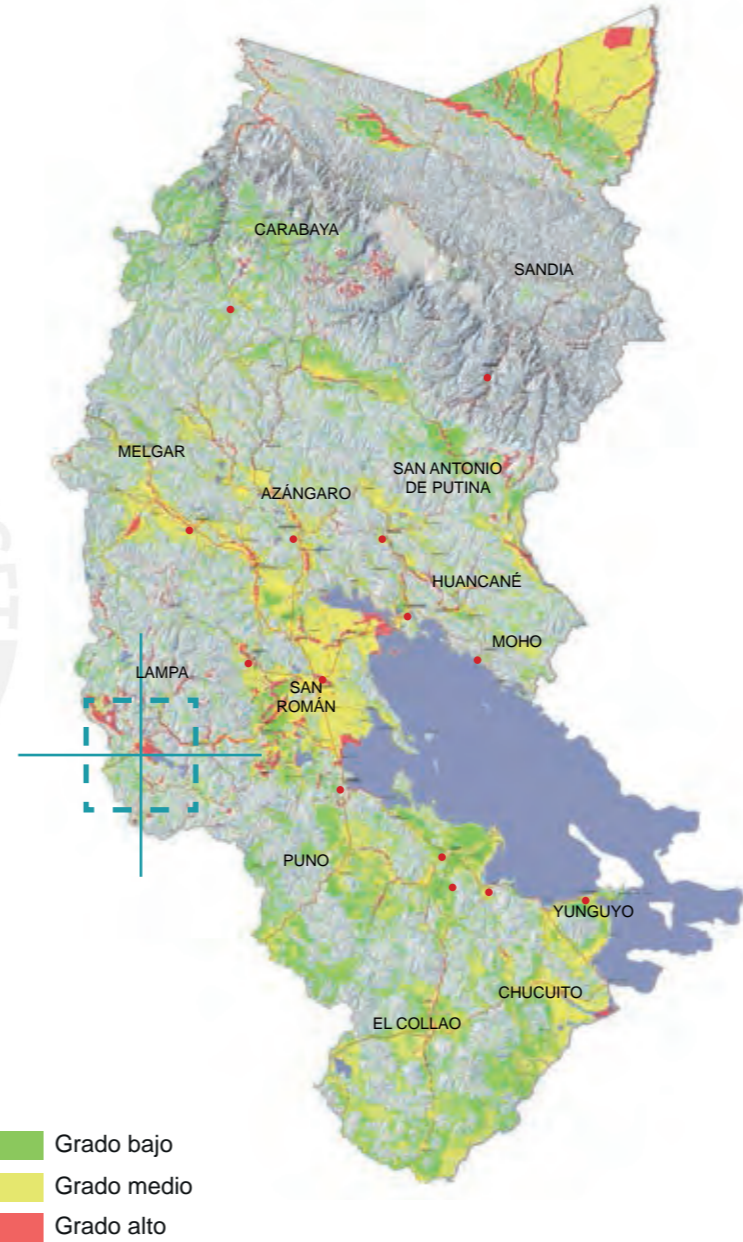 CARABAYA
SANDIA
MELGAR
AZÁNGARO
SAN ANTONIO
DE PUTINA
HUANCANÉ
MOHO
LAMPA
SAN
ROMÁN
PUNO
YUNGUYO
CHUCUITO
EL COLLAO
Grado bajo
Grado medio
Grado alto